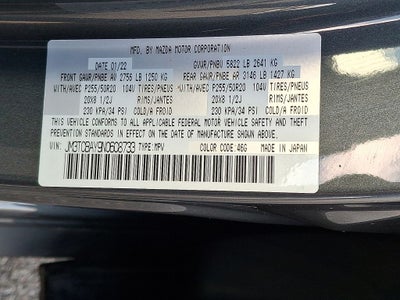 MFD. BY MAZDA MOTOR CORPORATION
DATE 01/22 GVWR/PNBV 5822 LB 2641 KG
FRONT GAWR/PNBE AV 2756 LB 1250 KG REAR GAWR/PNBE AR 3146 LB 1427 KG
WITH/AVEC P255/50R20 104V TIRES/PNEUS WITH/AVEC P255/50R20 104V TIRES/PNEUS
20X8 1/2J RIMS/JANTES 20X8 1/2J RIMS/JANTES
230 KPA/34 PSI COLD/A FROID 230 KPA/34 PSI COLD/A FROID
THIS VEHICLE CONFORMS TO ALL APPLICABLE FEDERAL MOTOR VEHICLE SAFETY AND THEFT
PREVENTION STANDARDS IN EFFECT ON THE DATE OF MANUFACTURE SHOWN ABOVE.
VIN: JM3TCBAY9N0608733 TYPE:MPV COLOR CODE 46G MADE IN JAPAN